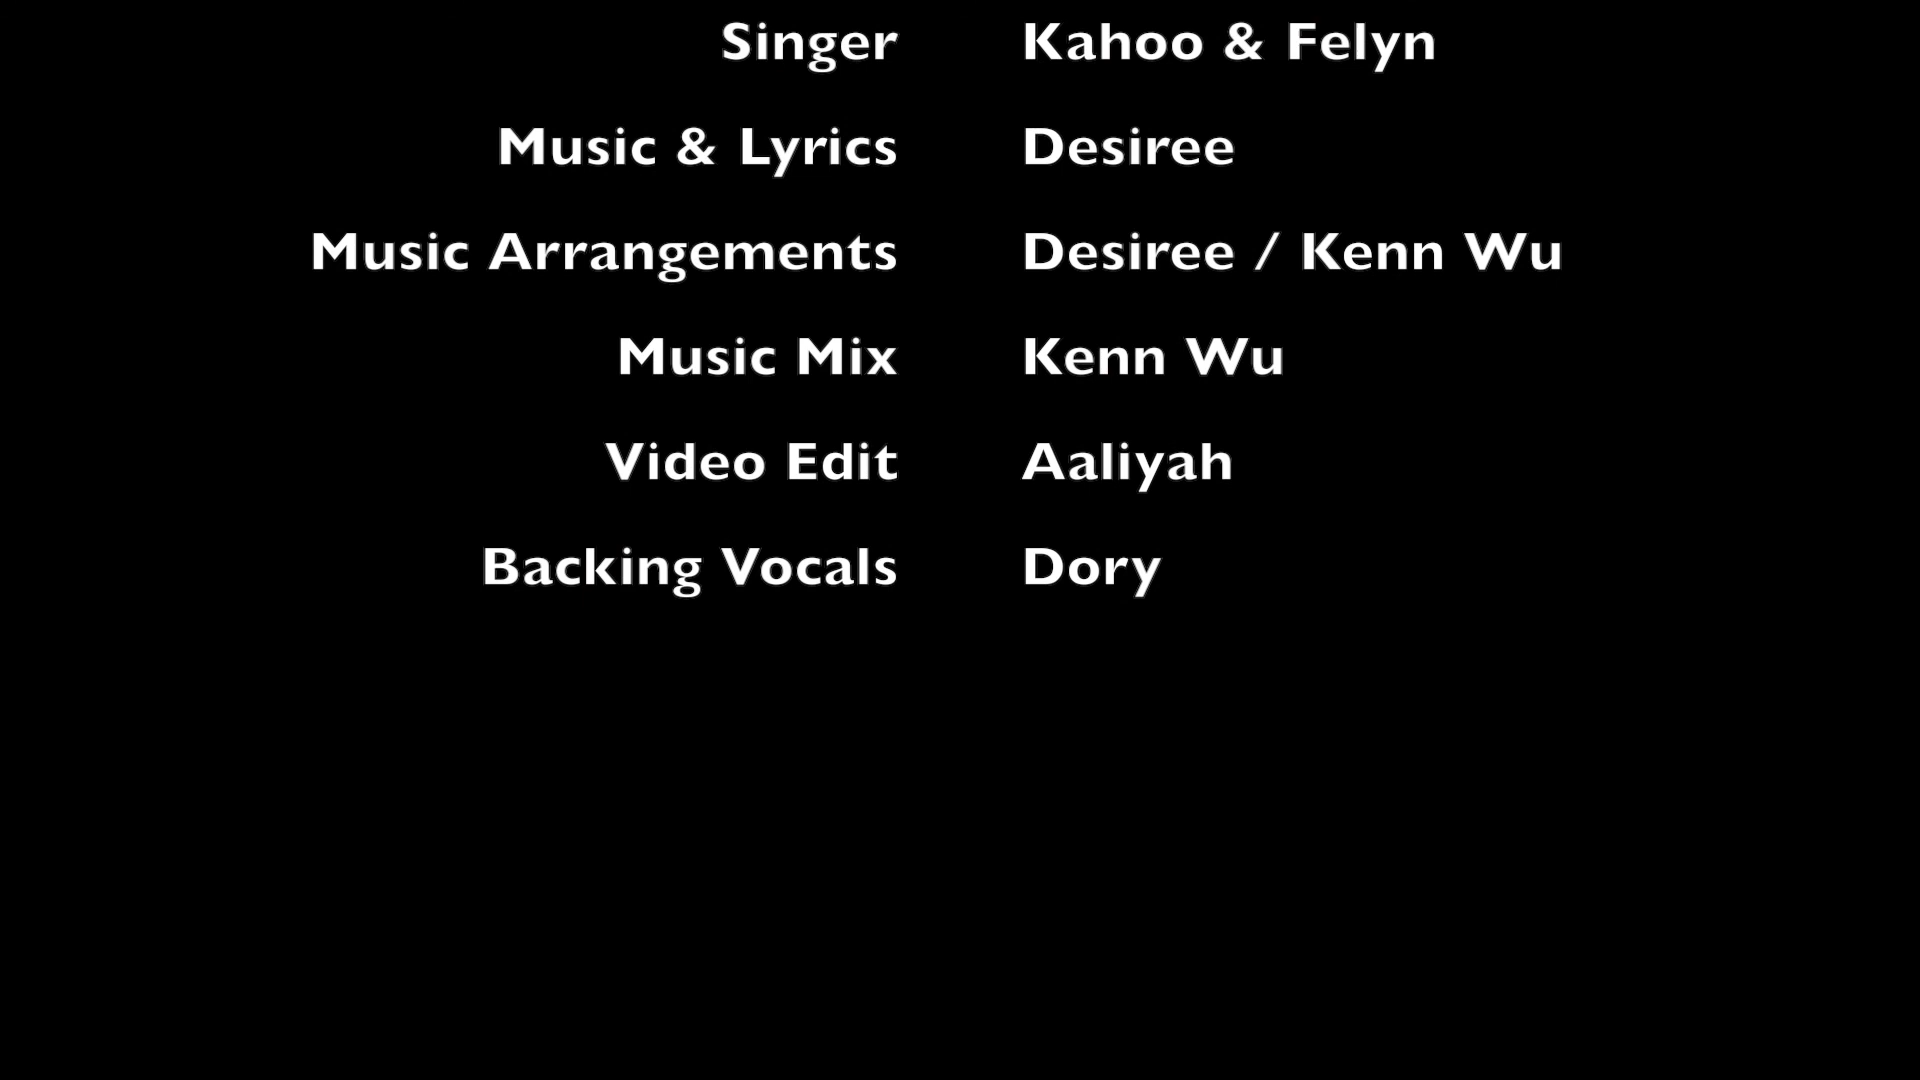 Singer Kahoo & Felyn
Music & Lyrics Desiree
Music Arrangements Desiree / Kenn Wu
Music Mix Kenn Wu
Video Edit Aaliyah
Backing Vocals Dory